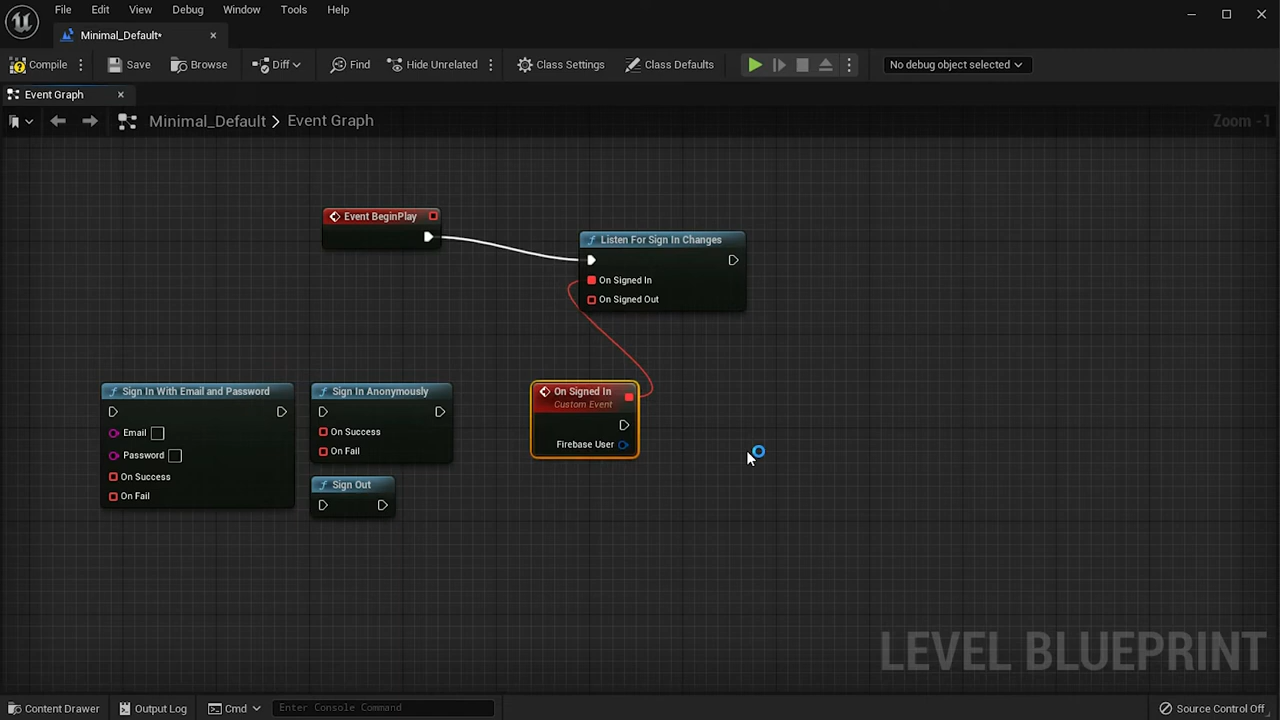 File Edit View Debug Window Tools Help
Minimal_Default*
Compile Save Browse Diff Find Hide Unrelated Class Settings Class Defaults No debug object selected
Event Graph
Minimal_Default > Event Graph Zoom -1
Event BeginPlay
Listen For Sign In Changes
On Signed In
On Signed Out
Sign In With Email and Password
Email
Password
On Success
On Fail
Sign In Anonymously
On Success
On Fail
Sign Out
On Signed In
Custom Event
Firebase User
LEVEL BLUEPRINT
Content Drawer Output Log Cmd Enter Console Command Source Control Off